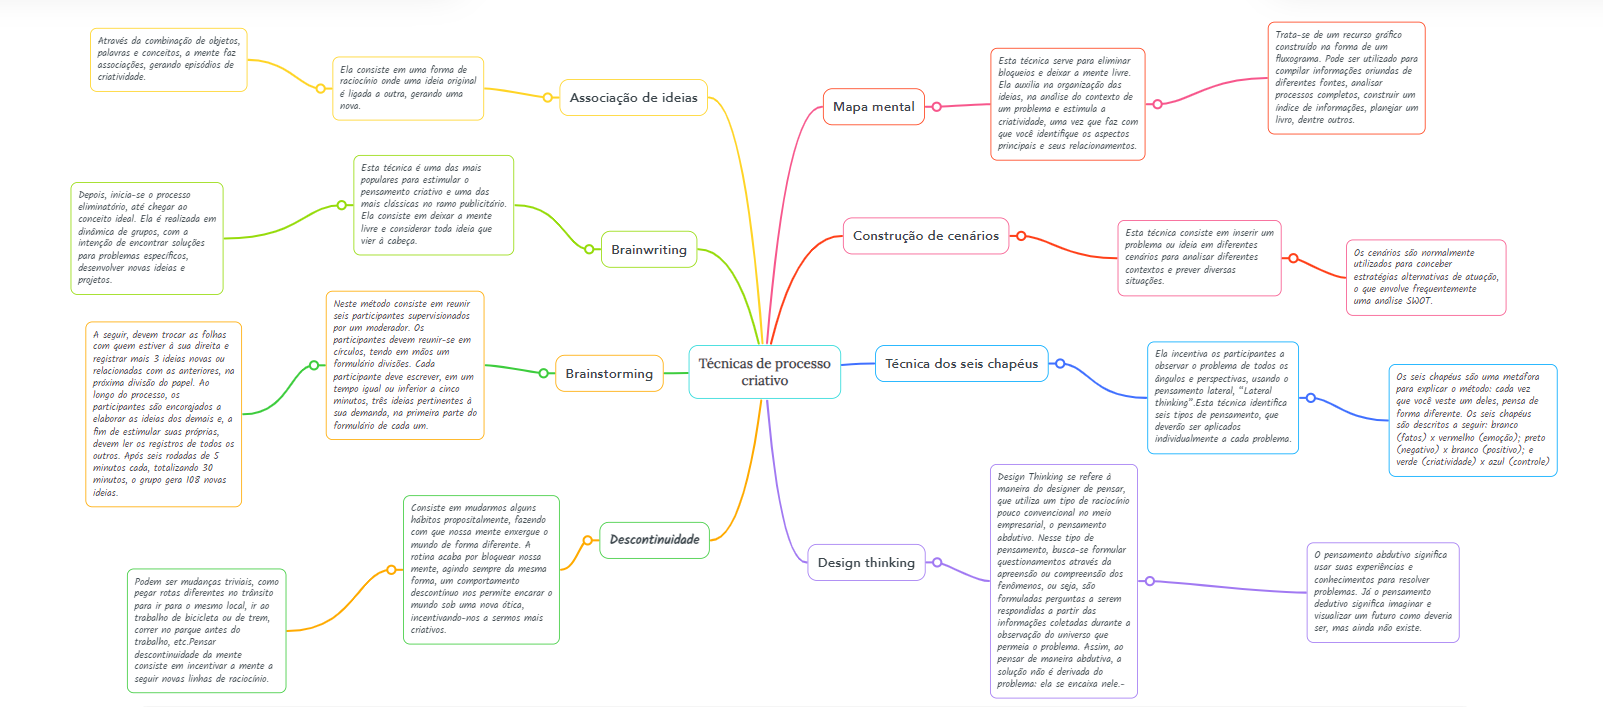 Técnicas de processo
criativo
Associação de ideias
Ela consiste em uma forma de
raciocínio onde uma ideia original
é ligada a outra, gerando uma
nova.
Através da combinação de objetos,
palavras e conceitos, a mente faz
associações, gerando episódios de
criatividade.
Brainwriting
Esta técnica é uma das mais
populares para estimular o
pensamento criativo e uma das
mais clássicas no ramo publicitário.
Ela consiste em deixar a mente
livre e considerar toda ideia que
vier à cabeça.
Depois, inicia-se o processo
eliminatório, até chegar ao
conceito ideal. Ela é realizada em
dinâmica de grupos, com a
intenção de encontrar soluções
para problemas específicos,
desenvolver novas ideias e
projetos.
Brainstorming
Neste método consiste em reunir
seis participantes supervisionados
por um moderador. Os
participantes devem reunir-se em
círculos, tendo em mãos um
formulário divisões. Cada
participante deve escrever, em um
tempo igual ou inferior a cinco
minutos, três ideias pertinentes à
sua demanda, na primeira parte do
formulário de cada um.
A seguir, devem trocar as folhas
com quem estiver à sua direita e
registrar mais 3 ideias novas ou
relacionadas com as anteriores, na
próxima divisão do papel. Ao
longo do processo, os
participantes são encorajados a
elaborar as ideias dos demais e, a
fim de estimular suas próprias,
devem ler os registros de todos os
outros. Após seis rodadas de 5
minutos cada, totalizando 30
minutos, o grupo gera 108 novas
ideias.
Descontinuidade
Consiste em mudarmos alguns
hábitos propositalmente, fazendo
com que nossa mente enxergue o
mundo de forma diferente. A
rotina acaba por bloquear nossa
mente, agindo sempre da mesma
forma, um comportamento
descontínuo nos permite encarar o
mundo sob uma nova ótica,
incentivando-nos a sermos mais
criativos.
Podem ser mudanças triviais, como
pegar rotas diferentes no trânsito
para ir para o mesmo local, ir ao
trabalho de bicicleta ou de trem,
correr no parque antes do
trabalho, etc.Pensar
descontinuidade da mente
consiste em incentivar a mente a
seguir novas linhas de raciocínio.
Mapa mental
Esta técnica serve para eliminar
bloqueios e deixar a mente livre.
Ela auxilia na organização das
ideias, na análise do contexto de
um problema e estimula a
criatividade, uma vez que faz com
que você identifique os aspectos
principais e seus relacionamentos.
Trata-se de um recurso gráfico
construído na forma de um
fluxograma. Pode ser utilizado para
compilar informações oriundas de
diferentes fontes, analisar
processos completos, construir um
índice de informações, planejar um
livro, dentre outros.
Construção de cenários
Esta técnica consiste em inserir um
problema ou ideia em diferentes
cenários para analisar diferentes
contextos e prever diversas
situações.
Os cenários são normalmente
utilizados para conceber
estratégias alternativas de atuação,
o que envolve frequentemente
uma análise SWOT.
Técnica dos seis chapéus
Ela incentiva os participantes a
observar o problema de todos os
ângulos e perspectivas, usando o
pensamento lateral, “Lateral
thinking”.Esta técnica identifica
seis tipos de pensamento, que
deverão ser aplicados
individualmente a cada problema.
Os seis chapéus são uma metáfora
para explicar o método: cada vez
que você veste um deles, pensa de
forma diferente. Os seis chapéus
são descritos a seguir: branco
(fatos) x vermelho (emoção); preto
(negativo) x branco (positivo); e
verde (criatividade) x azul (controle)
Design thinking
Design Thinking se refere à
maneira do designer de pensar,
que utiliza um tipo de raciocínio
pouco convencional no meio
empresarial, o pensamento
abdutivo. Nesse tipo de
pensamento, busca-se formular
questionamentos através da
apreensão ou compreensão dos
fenômenos, ou seja, são
formuladas perguntas a serem
respondidas a partir das
informações coletadas durante a
observação do universo que
permeia o problema. Assim, ao
pensar de maneira abdutiva, a
solução não é derivada do
problema: ela se encaixa nele.-
O pensamento abdutivo significa
usar suas experiências e
conhecimentos para resolver
problemas. Já o pensamento
dedutivo significa imaginar e
visualizar um futuro como deveria
ser, mas ainda não existe.